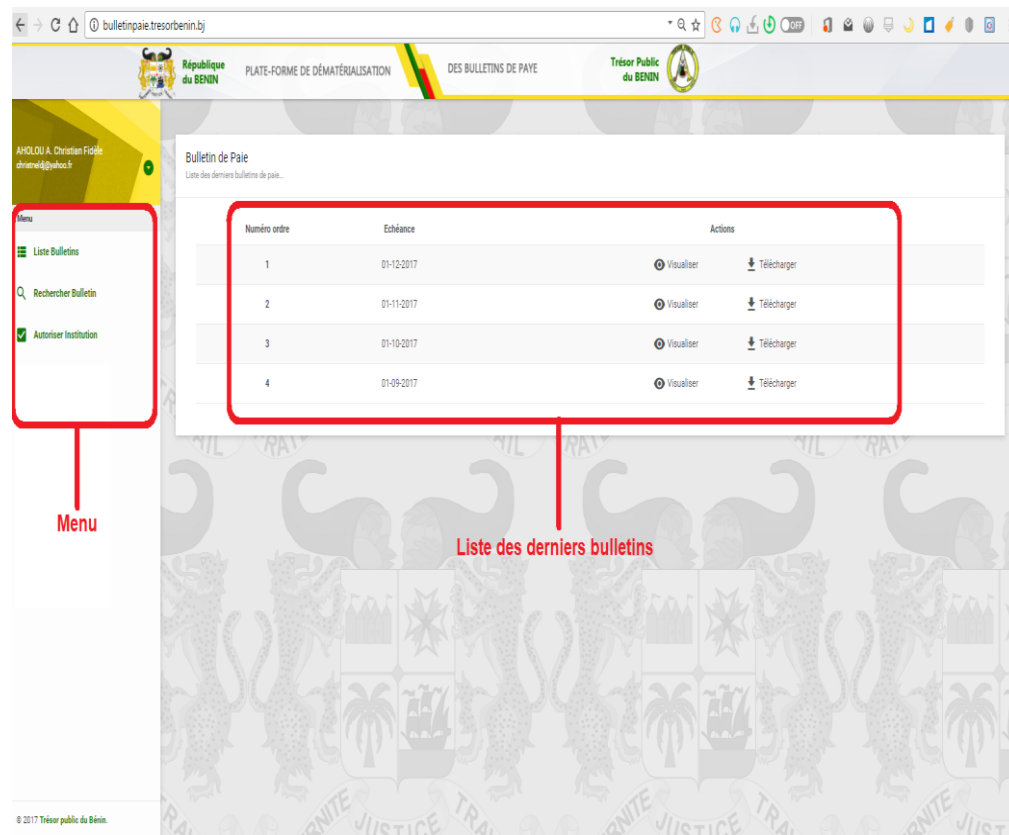 bulletinpaie.tresorbenin.bj
OFF
République
du BENIN
PLATE-FORME DE DÉMATÉRIALISATION
DES BULLETINS DE PAYE
Trésor Public
du BENIN
AHOLOU A. Christian Fidèle
christneldj@yahoo.fr
Menu
Liste Bulletins
Rechercher Bulletin
Autoriser Institution
Bulletin de Paie
Liste des derniers bulletins de paie...
Numéro ordre Echéance Actions
1 01-12-2017 Visualiser Télécharger
2 01-11-2017 Visualiser Télécharger
3 01-10-2017 Visualiser Télécharger
4 01-09-2017 Visualiser Télécharger
Menu
Liste des derniers bulletins
JUSTICE
© 2017 Trésor public du Bénin.